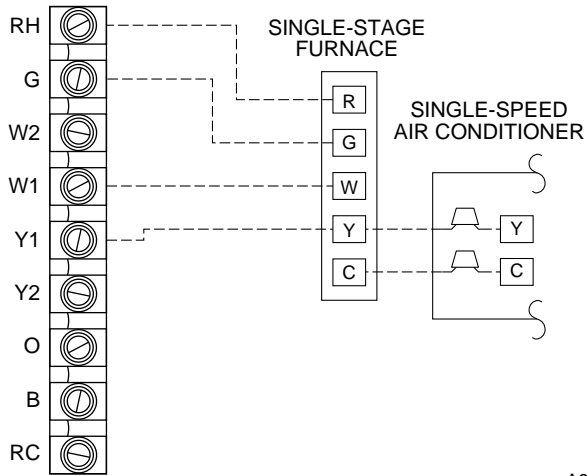 RH
G
W2
W1
Y1
Y2
O
B
RC
SINGLE-STAGE
FURNACE
R
G
W
Y
C
SINGLE-SPEED
AIR CONDITIONER
Y
C